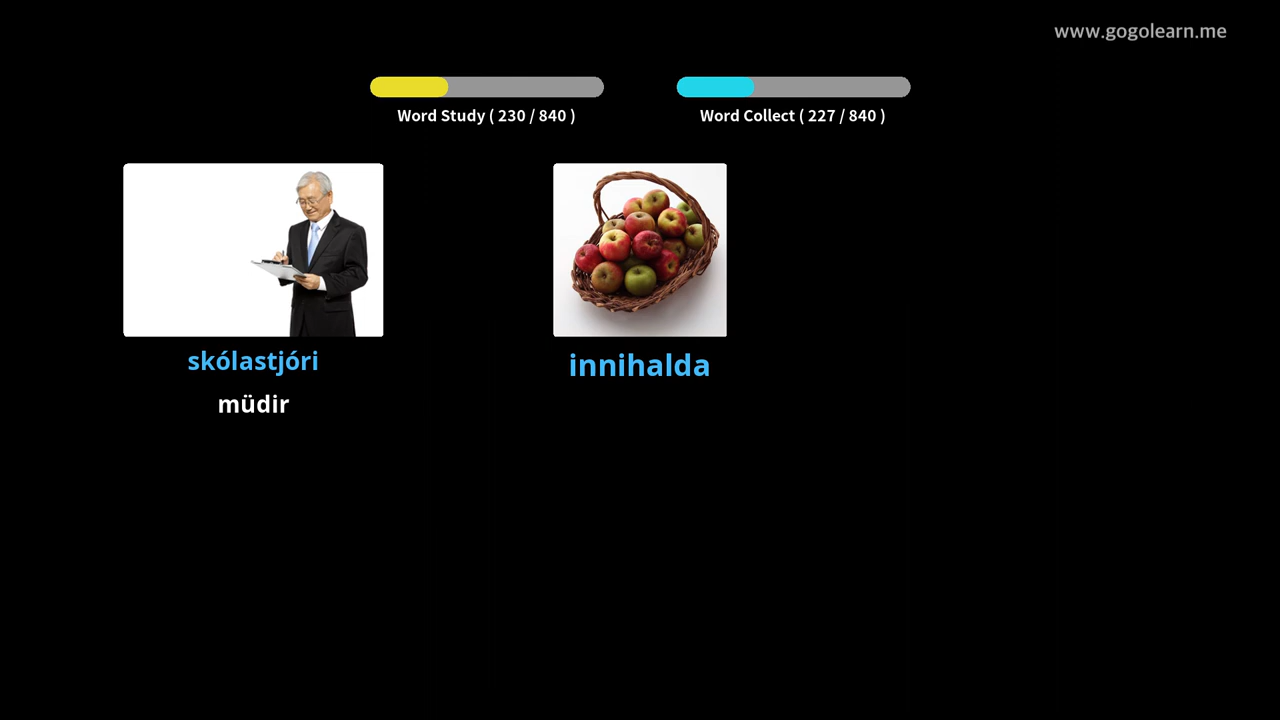 www.gogolearn.me
Word Study ( 230 / 840 )
Word Collect ( 227 / 840 )
skólastjóri
müdir
innihalda